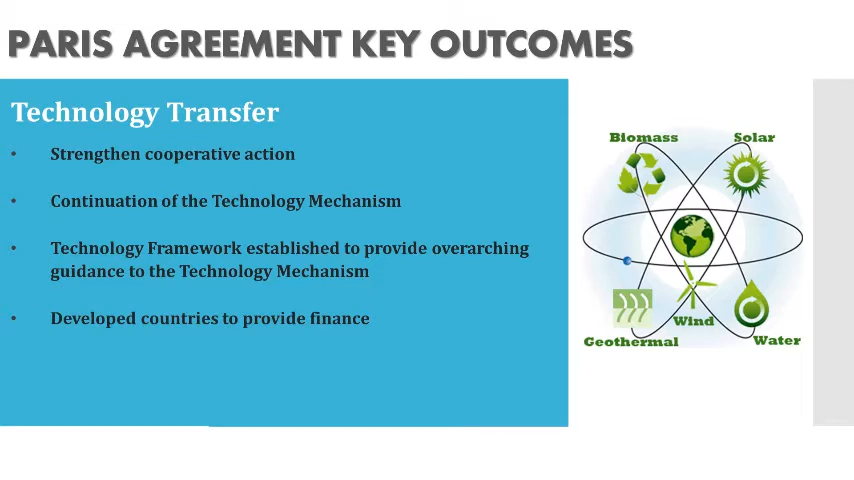 PARIS AGREEMENT KEY OUTCOMES
Technology Transfer
• Strengthen cooperative action
• Continuation of the Technology Mechanism
• Technology Framework established to provide overarching
guidance to the Technology Mechanism
• Developed countries to provide finance
Biomass
Solar
Wind
Geothermal
Water